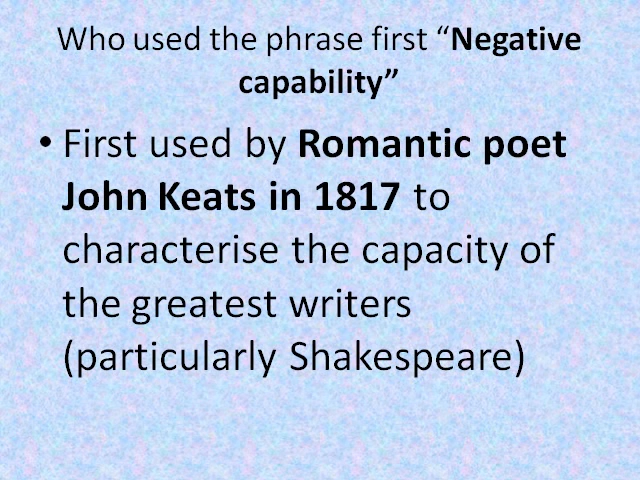 Who used the phrase first “Negative
capability”
• First used by Romantic poet
John Keats in 1817 to
characterise the capacity of
the greatest writers
(particularly Shakespeare)